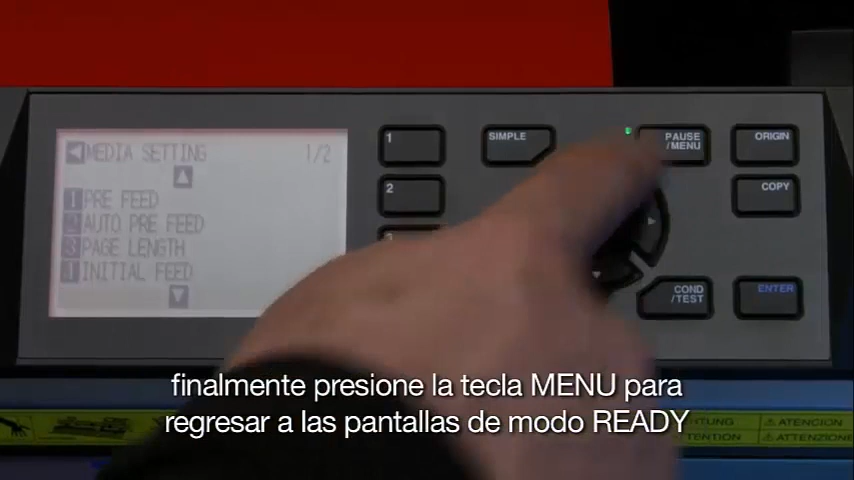 MEDIA SETTING 1/2
1 PRE FEED
2 AUTO PRE FEED
3 PAGE LENGTH
4 INITIAL FEED
1
2
3
SIMPLE
PAUSE
/MENU
ORIGIN
COPY
COND
/TEST
ENTER
finalmente presione la tecla MENU para
regresar a las pantallas de modo READY
ATENCION
ATTENTION
ATTENZIONE